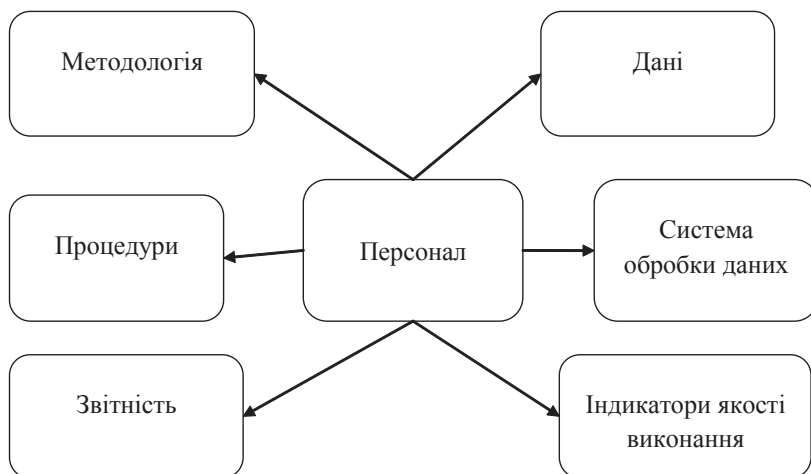 Методологія
Дані
Процедури
Персонал
Система
обробки даних
Звітність
Індикатори якості
виконання